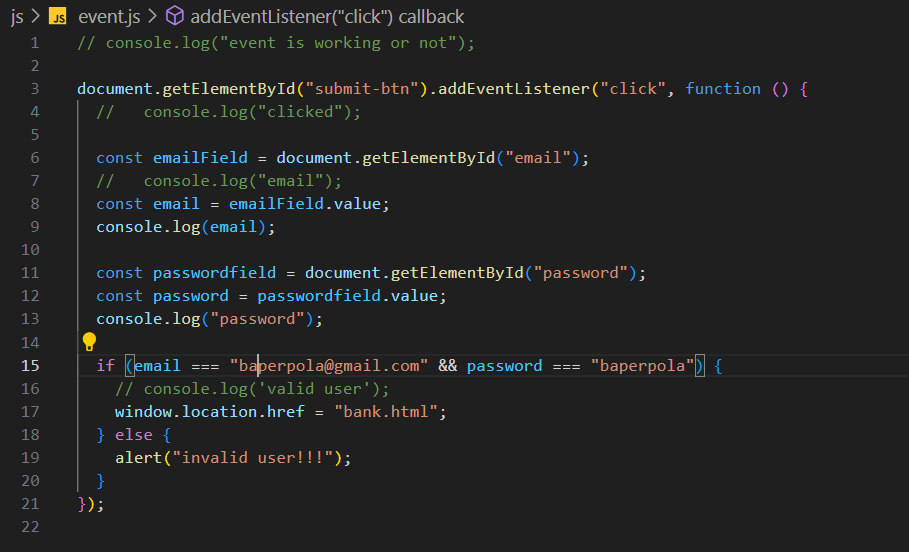 js > JS event.js > addEventListener("click") callback
1 // console.log("event is working or not");
2
3 document.getElementById("submit-btn").addEventListener("click", function () {
4 //   console.log("clicked");
5
6 const emailField = document.getElementById("email");
7 //   console.log("email");
8 const email = emailField.value;
9 console.log(email);
10
11 const passwordfield = document.getElementById("password");
12 const password = passwordfield.value;
13 console.log("password");
14
15 if (email === "baperpola@gmail.com" && password === "baperpola") {
16 // console.log('valid user');
17 window.location.href = "bank.html";
18 } else {
19 alert("invalid user!!!");
20 }
21 });
22